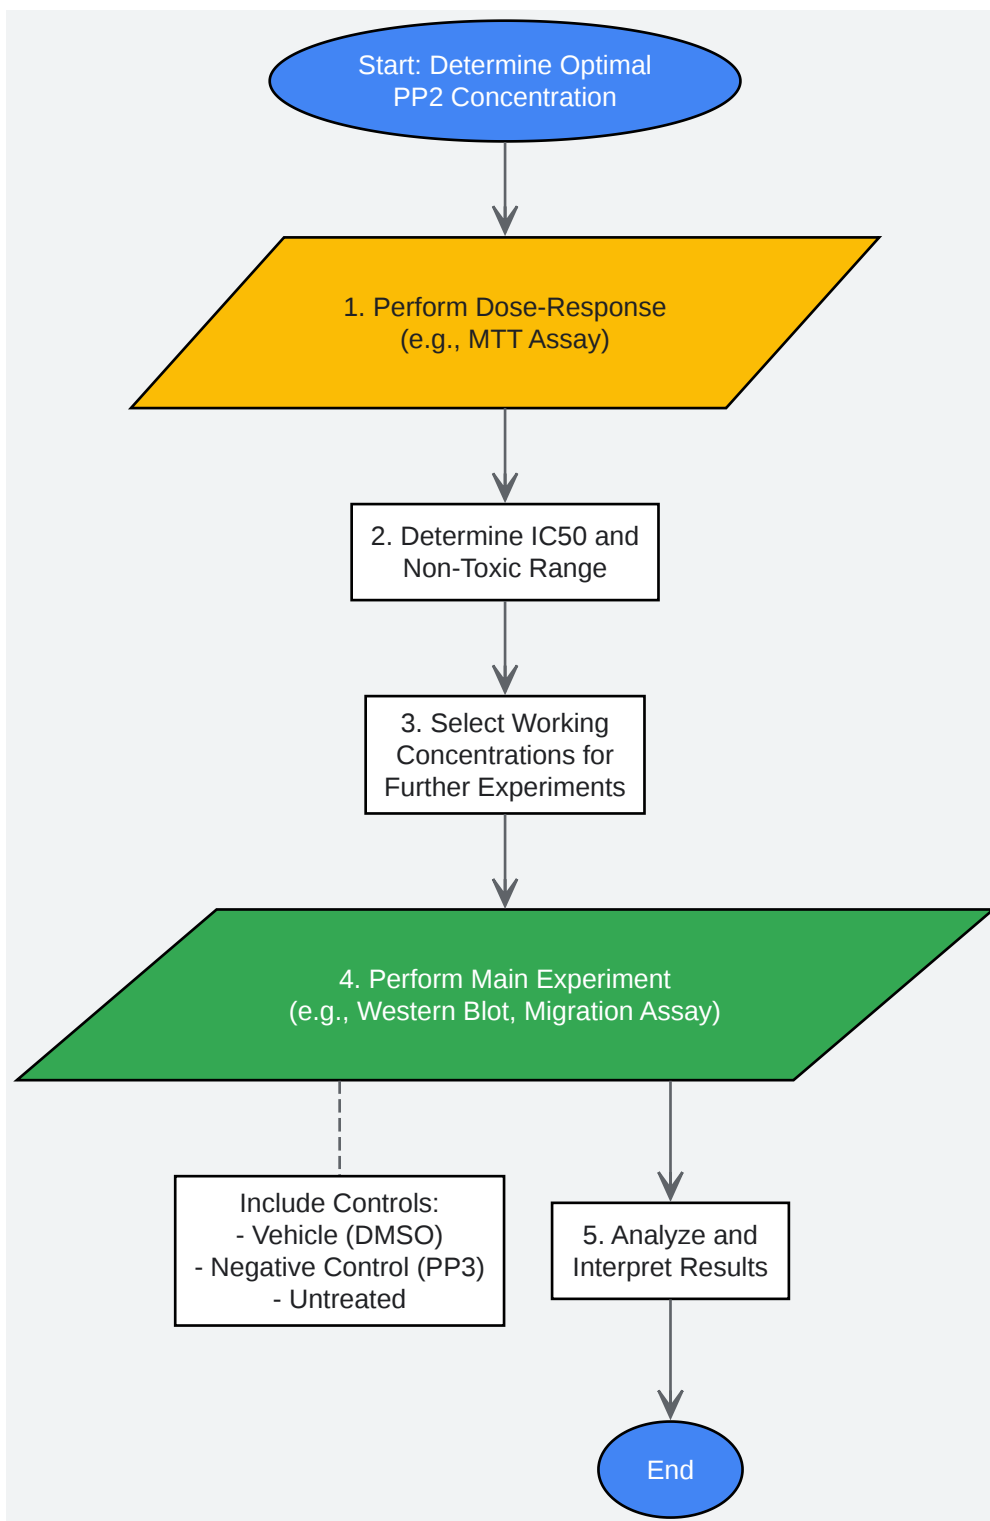 Start: Determine Optimal
PP2 Concentration
1. Perform Dose-Response
(e.g., MTT Assay)
2. Determine IC50 and
Non-Toxic Range
3. Select Working
Concentrations for
Further Experiments
4. Perform Main Experiment
(e.g., Western Blot, Migration Assay)
Include Controls:
- Vehicle (DMSO)
- Negative Control (PP3)
- Untreated
5. Analyze and
Interpret Results
End